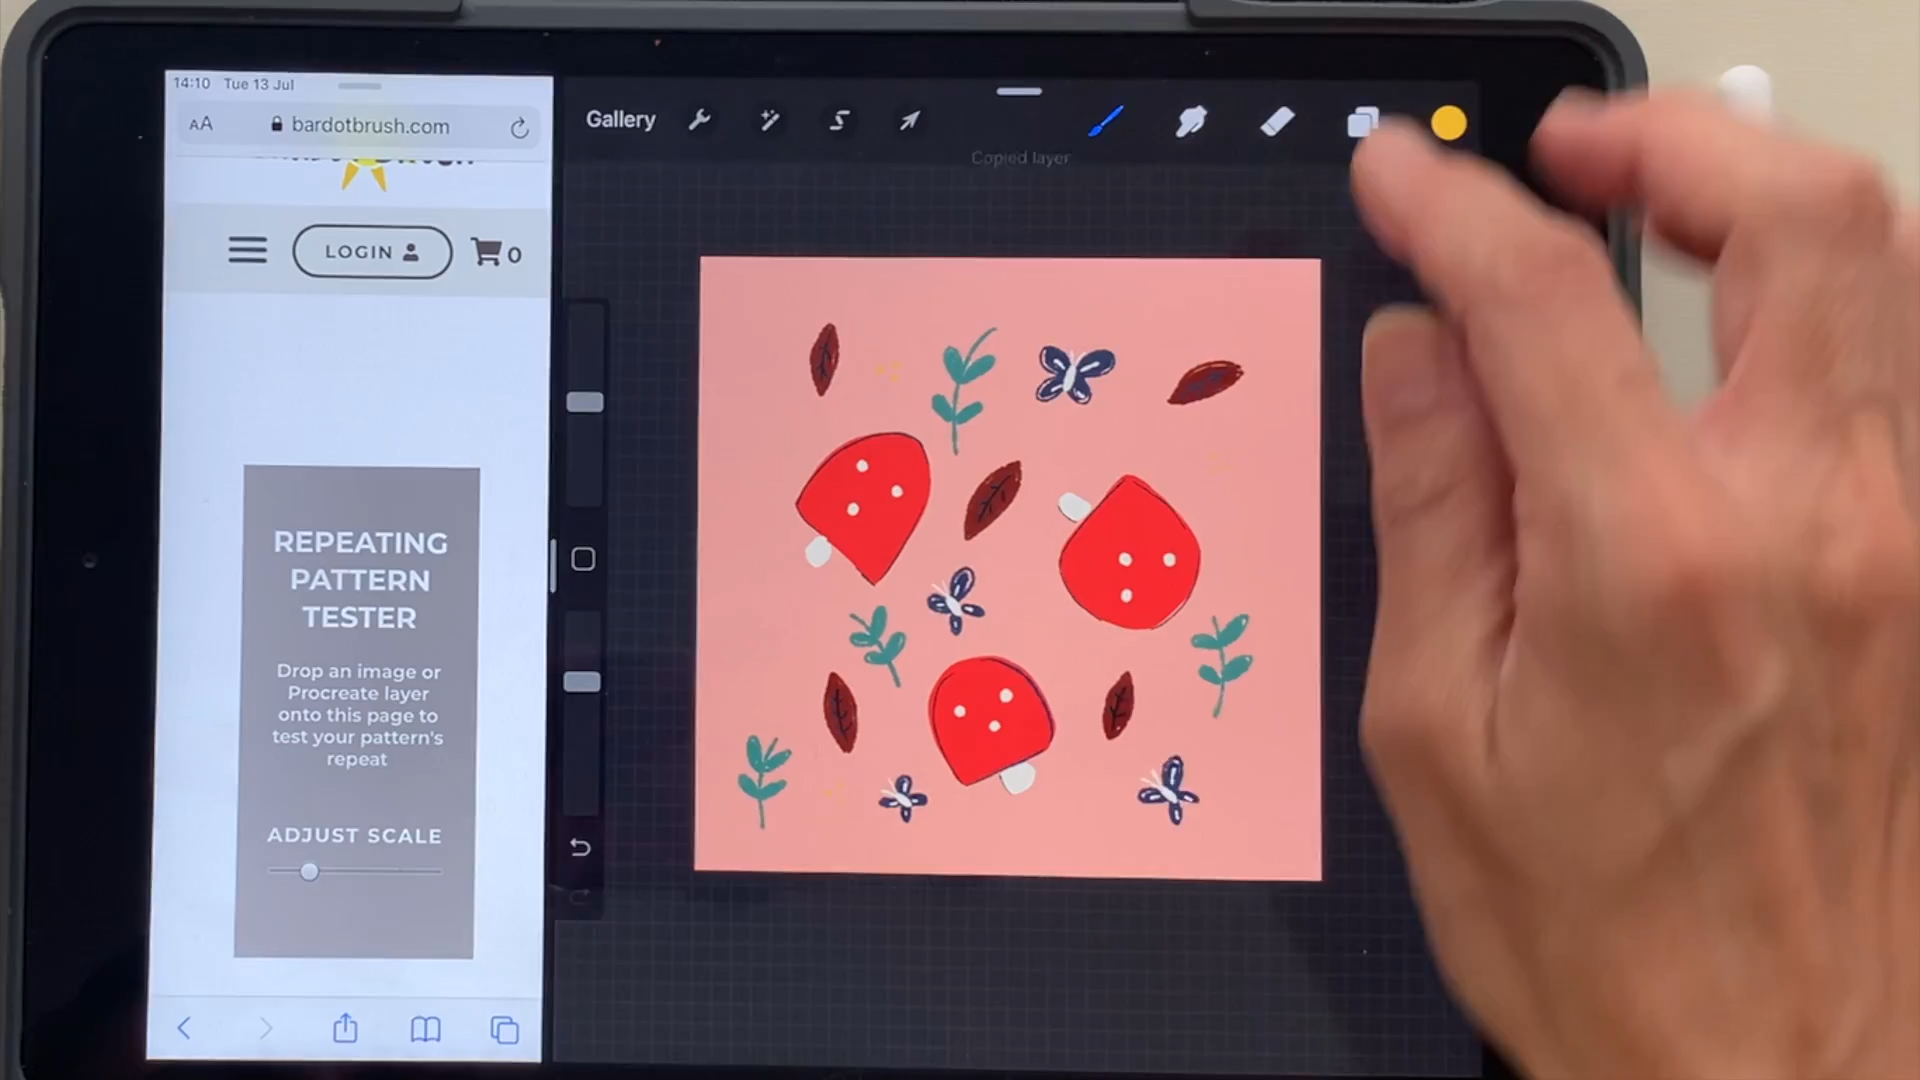 14:10 Tue 13 Jul
AA bardotbrush.com
LOGIN 0
REPEATING
PATTERN
TESTER
Drop an image or
Procreate layer
onto this page to
test your pattern's
repeat
ADJUST SCALE
Gallery
Copied layer